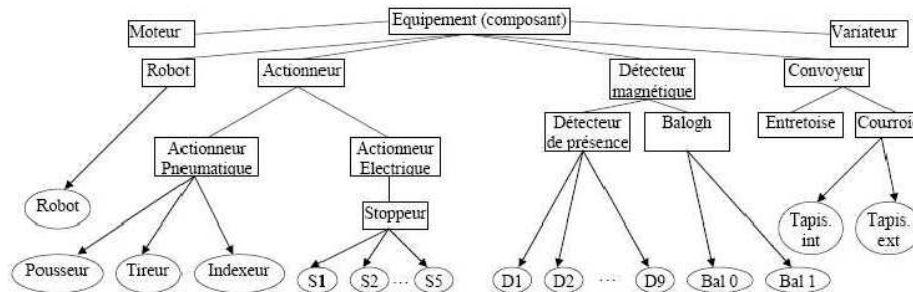 Equipement (composant)
Moteur
Variateur
Robot
Actionneur
Détecteur
magnétique
Convoyeur
Actionneur
Pneumatique
Actionneur
Electrique
Détecteur
de présence
Balogh
Entretoise
Courroie
Robot
Stoppeur
Tapis.
int
Tapis.
ext
Pousseur
Tireur
Indexeur
S1
S2
...
S5
D1
D2
...
D9
Bal 0
Bal 1